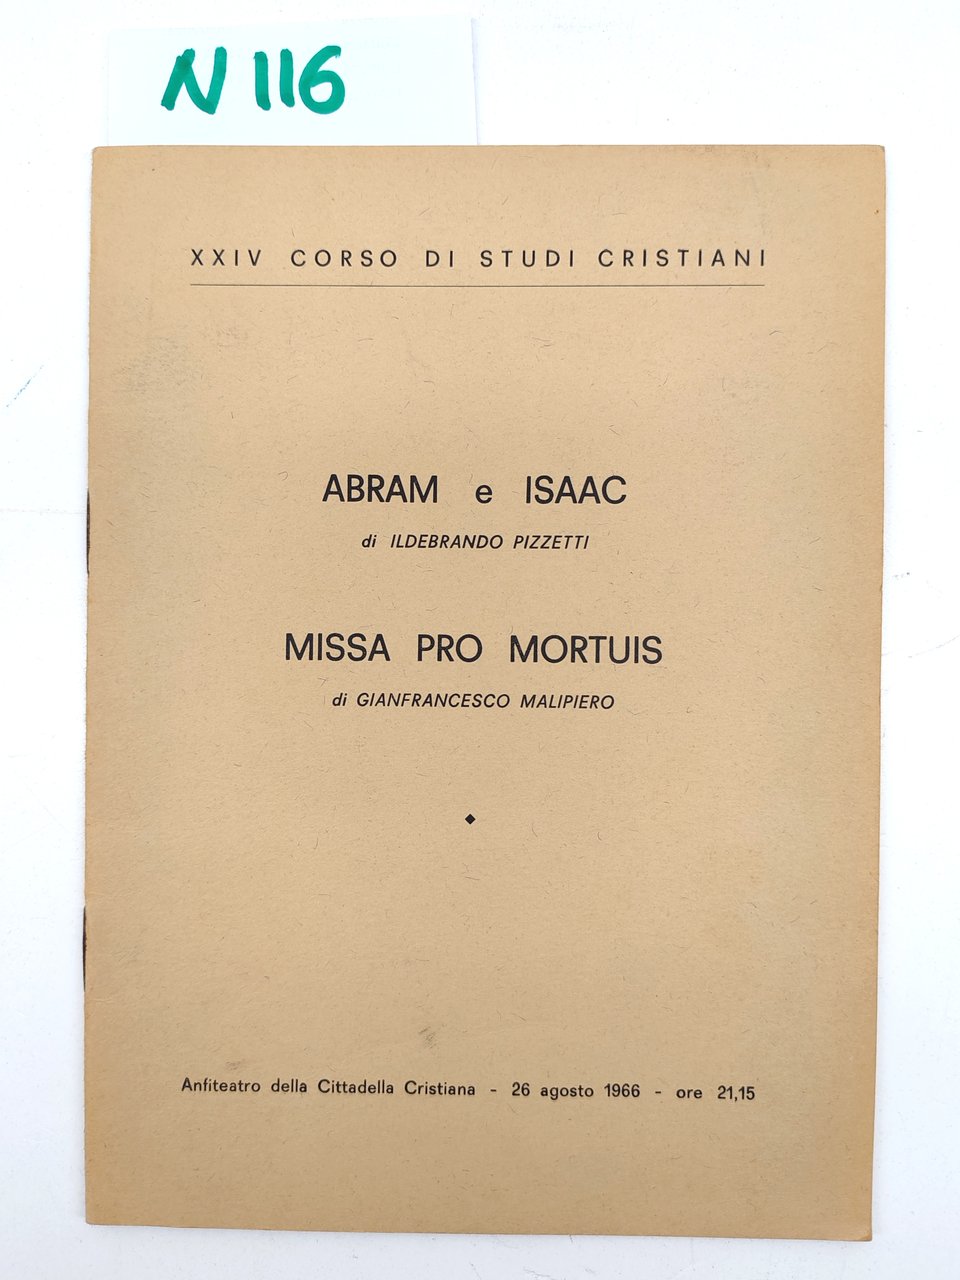 N 116
XXIV CORSO DI STUDI CRISTIANI
ABRAM e ISAAC
di ILDEBRANDO PIZZETTI
MISSA PRO MORTUIS
di GIANFRANCESCO MALIPIERO
Anfiteatro della Cittadella Cristiana - 26 agosto 1966 - ore 21,15